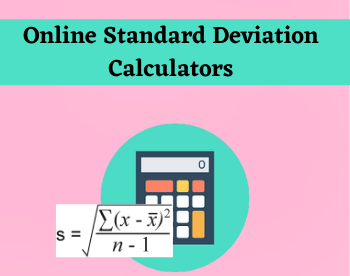 Online Standard Deviation
Calculators
0
s = √(∑(x - x̄)² / (n - 1))